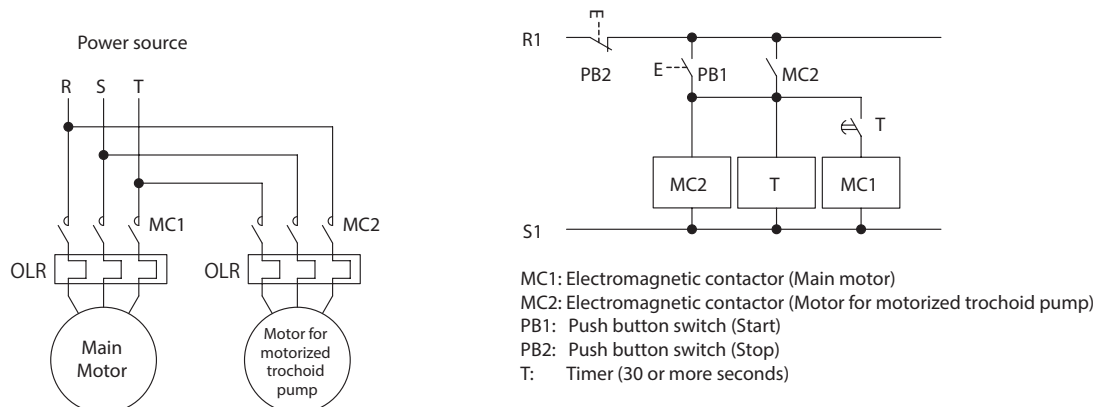 Power source
R S T
MC1
MC2
OLR
OLR
Main
Motor
Motor for
motorized
trochoid
pump
E
R1
PB2
E
PB1
MC2
T
MC2
T
MC1
S1
MC1: Electromagnetic contactor (Main motor)
MC2: Electromagnetic contactor (Motor for motorized trochoid pump)
PB1: Push button switch (Start)
PB2: Push button switch (Stop)
T: Timer (30 or more seconds)